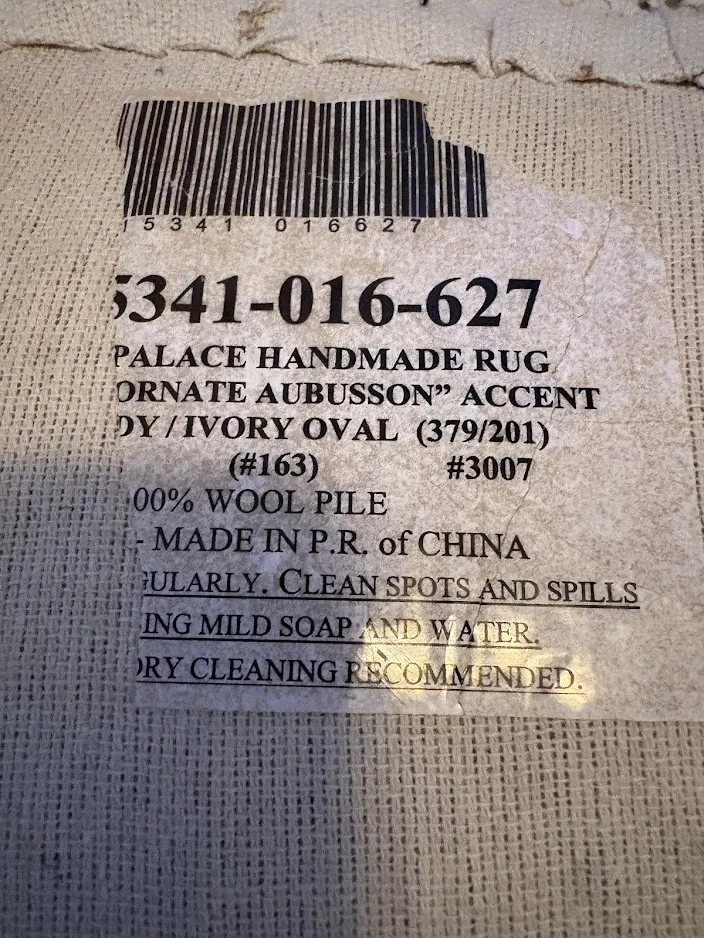 15341 016627
5341-016-627
PALACE HANDMADE RUG
ORNATE AUBUSSON” ACCENT
DY / IVORY OVAL (379/201)
(#163) #3007
00% WOOL PILE
- MADE IN P.R. of CHINA
GULARLY. CLEAN SPOTS AND SPILLS
ING MILD SOAP AND WATER.
DRY CLEANING RECOMMENDED.